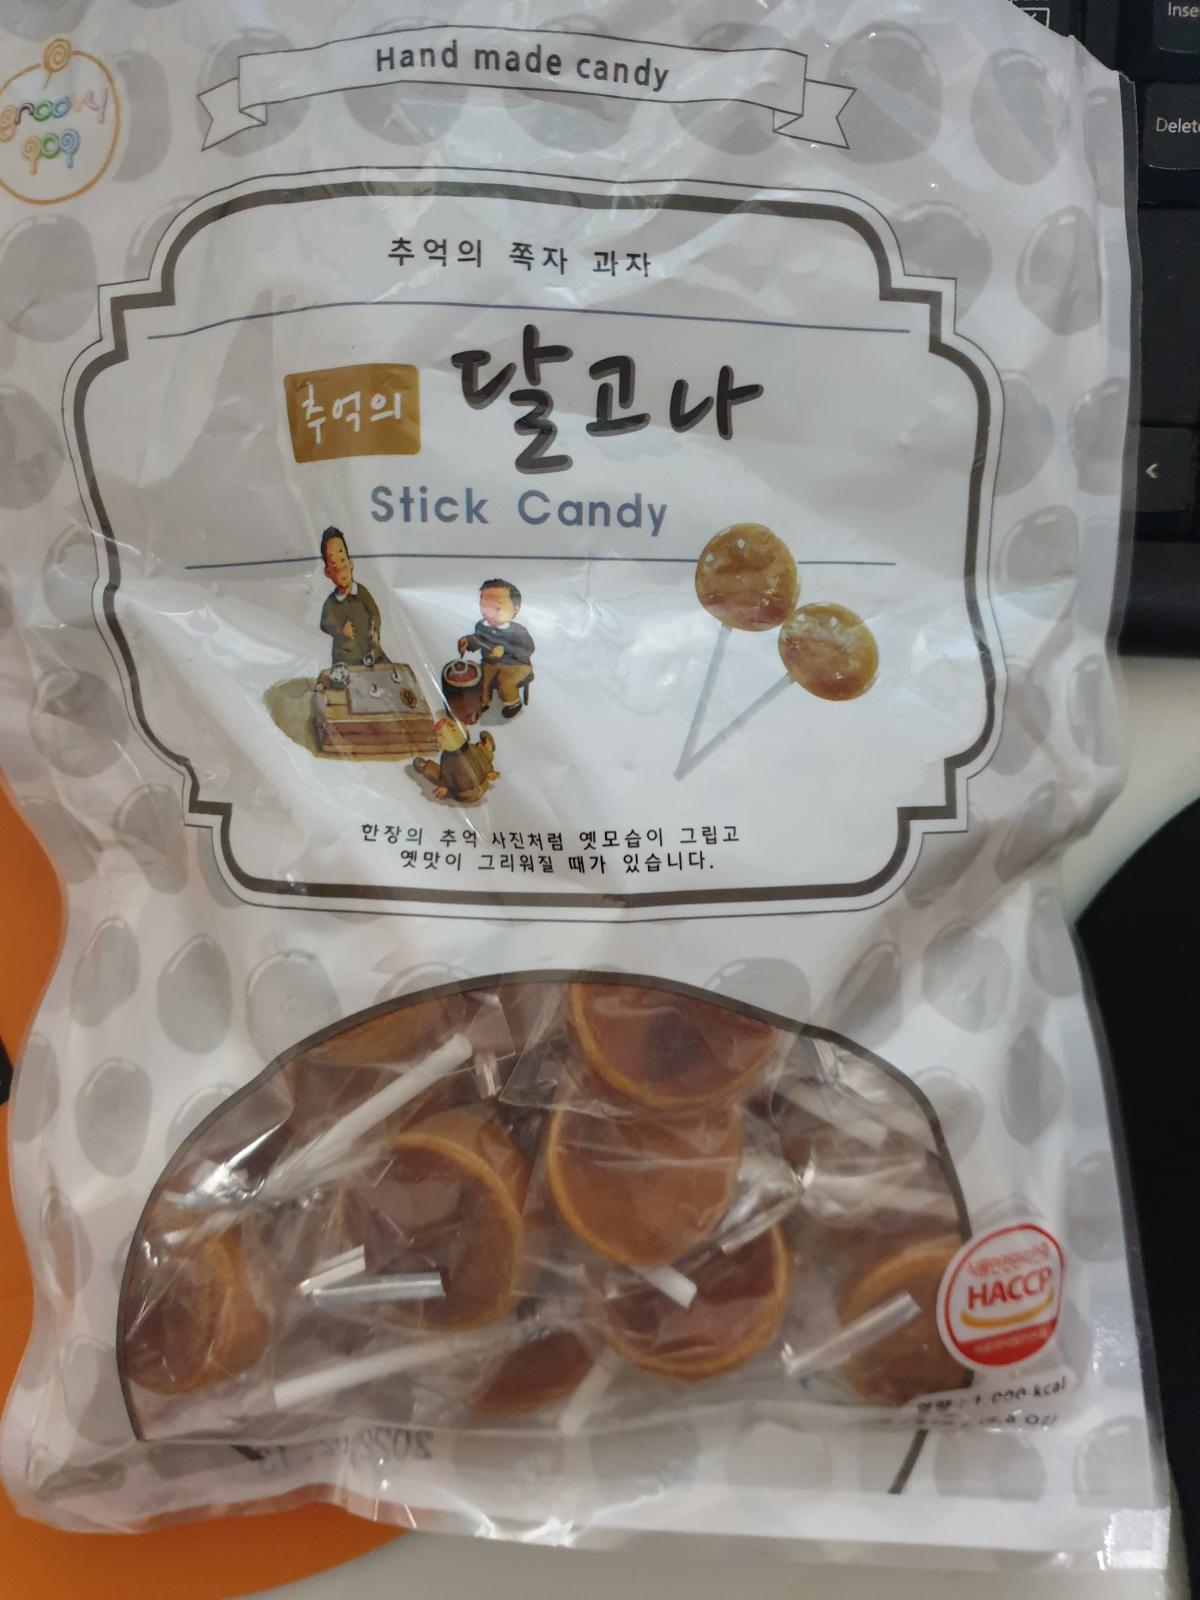 Hand made candy
groovy
pop
추억의 쪽자 과자
추억의 달고나
Stick Candy
한장의 추억 사진처럼 옛모습이 그립고
옛맛이 그리워질 때가 있습니다.
HACCP
kcal
Inse
Delete
<